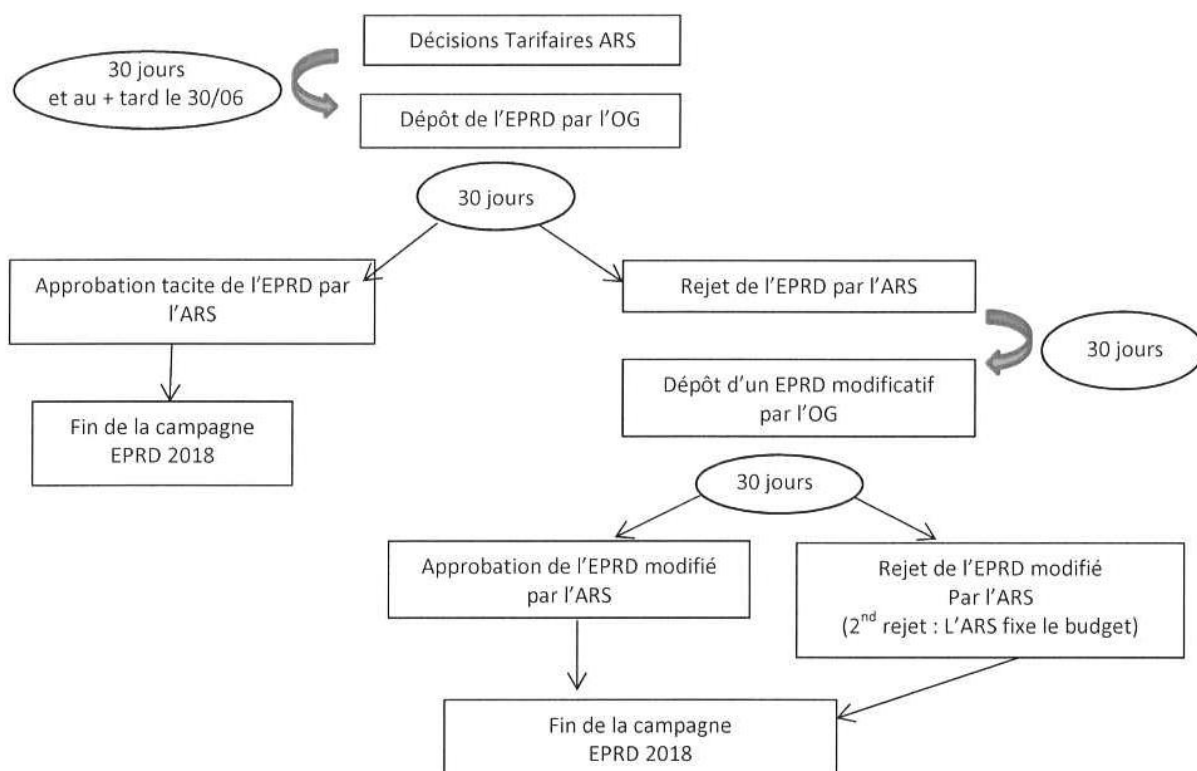 Décisions Tarifaires ARS
30 jours
et au + tard le 30/06
Dépôt de l'EPRD par l'OG
30 jours
Approbation tacite de l'EPRD par
l'ARS
Rejet de l'EPRD par l'ARS
30 jours
Dépôt d'un EPRD modificatif
par l'OG
Fin de la campagne
EPRD 2018
30 jours
Approbation de l'EPRD modifié
par l'ARS
Rejet de l'EPRD modifié
Par l'ARS
(2nd rejet : L'ARS fixe le budget)
Fin de la campagne
EPRD 2018